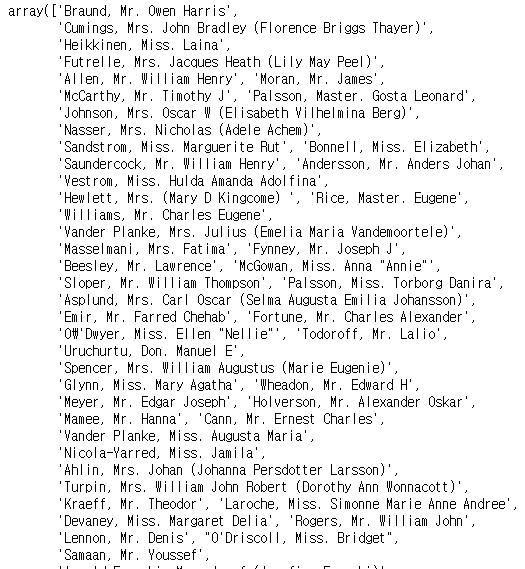 array(['Braund, Mr. Owen Harris',
'Cumings, Mrs. John Bradley (Florence Briggs Thayer)',
'Heikkinen, Miss. Laina',
'Futrelle, Mrs. Jacques Heath (Lily May Peel)',
'Allen, Mr. William Henry', 'Moran, Mr. James',
'McCarthy, Mr. Timothy J', 'Palsson, Master. Gosta Leonard',
'Johnson, Mrs. Oscar W (Elisabeth Vilhelmina Berg)',
'Nasser, Mrs. Nicholas (Adele Achem)',
'Sandstrom, Miss. Marguerite Rut', 'Bonnell, Miss. Elizabeth',
'Saundercock, Mr. William Henry', 'Andersson, Mr. Anders Johan',
'Vestrom, Miss. Hulda Amanda Adolfina',
'Hewlett, Mrs. (Mary D Kingcome) ', 'Rice, Master. Eugene',
'Williams, Mr. Charles Eugene',
'Vander Planke, Mrs. Julius (Emelia Maria Vandemoortele)',
'Masselmani, Mrs. Fatima', 'Fynney, Mr. Joseph J',
'Beesley, Mr. Lawrence', 'McGowan, Miss. Anna "Annie"',
'Sloper, Mr. William Thompson', 'Palsson, Miss. Torborg Danira',
'Asplund, Mrs. Carl Oscar (Selma Augusta Emilia Johansson)',
'Emir, Mr. Farred Chehab', 'Fortune, Mr. Charles Alexander',
'O₩'Dwyer, Miss. Ellen "Nellie"', 'Todoroff, Mr. Lalio',
'Uruchurtu, Don. Manuel E',
'Spencer, Mrs. William Augustus (Marie Eugenie)',
'Glynn, Miss. Mary Agatha', 'Wheadon, Mr. Edward H',
'Meyer, Mr. Edgar Joseph', 'Holverson, Mr. Alexander Oskar',
'Mamee, Mr. Hanna', 'Cann, Mr. Ernest Charles',
'Vander Planke, Miss. Augusta Maria',
'Nicola-Yarred, Miss. Jamila',
'Ahlin, Mrs. Johan (Johanna Persdotter Larsson)',
'Turpin, Mrs. William John Robert (Dorothy Ann Wonnacott)',
'Kraeff, Mr. Theodor', 'Laroche, Miss. Simonne Marie Anne Andree',
'Devaney, Miss. Margaret Delia', 'Rogers, Mr. William John',
'Lennon, Mr. Denis', "O'Driscoll, Miss. Bridget",
'Samaan, Mr. Youssef',